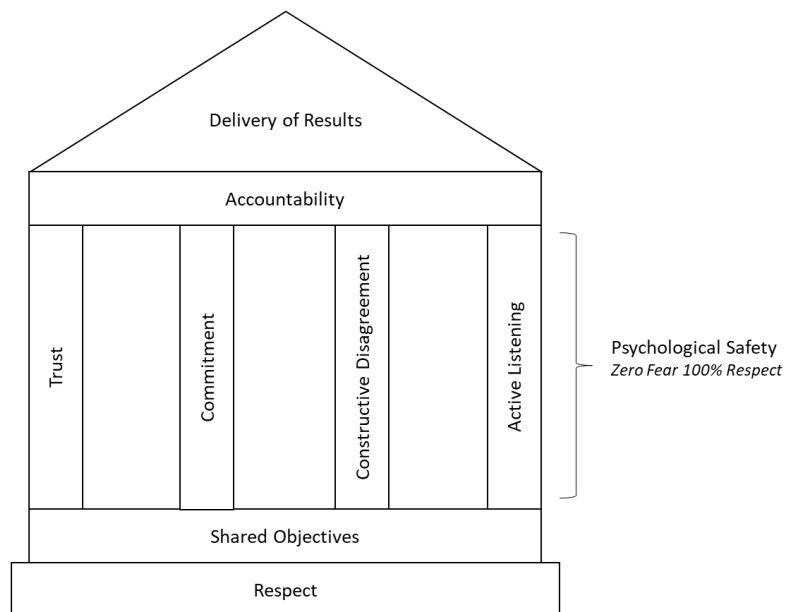 Delivery of Results
Accountability
Trust
Commitment
Constructive Disagreement
Active Listening
Psychological Safety
Zero Fear 100% Respect
Shared Objectives
Respect